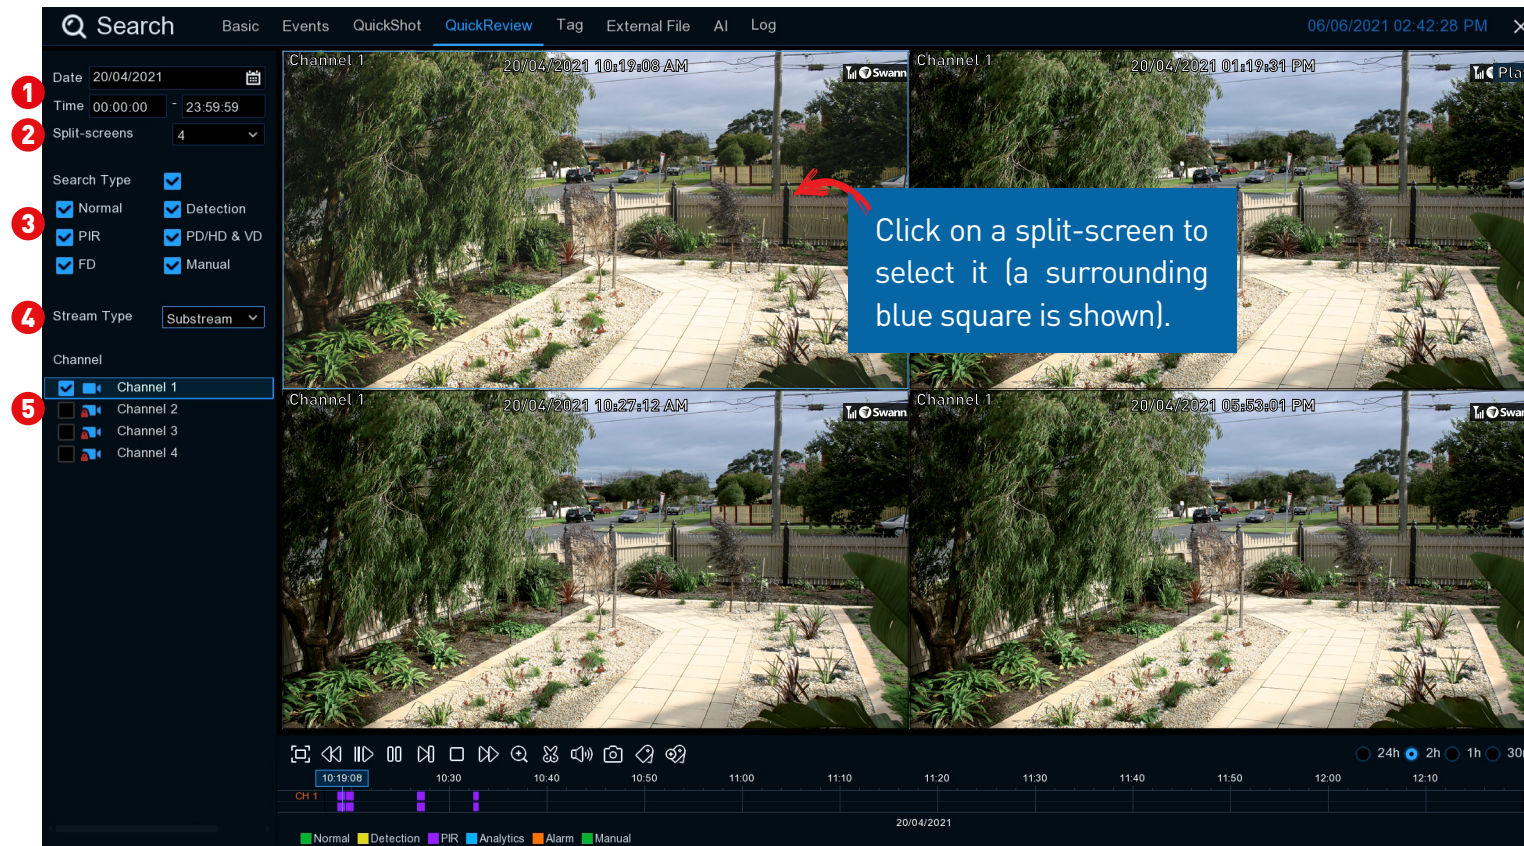 Search Basic Events QuickShot QuickReview Tag External File AI Log 06/06/2021 02:42:28 PM
1
Date 20/04/2021
Time 00:00:00 - 23:59:59
2 Split-screens 4
Search Type
3
Normal Detection
PIR PD/HD & VD
FD Manual
4 Stream Type Substream
Channel
5
Channel 1
Channel 2
Channel 3
Channel 4
Channel 1 20/04/2021 10:19:08 AM Swann
Channel 1 20/04/2021 01:19:31 PM Pla
Click on a split-screen to
select it (a surrounding
blue square is shown).
Channel 1 20/04/2021 10:27:12 AM Swann
Channel 1 20/04/2021 05:53:01 PM Swan
24h 2h 1h 30m
10:19:08 10:30 10:40 10:50 11:00 11:10 11:20 11:30 11:40 11:50 12:00 12:10
CH 1
20/04/2021
Normal Detection PIR Analytics Alarm Manual